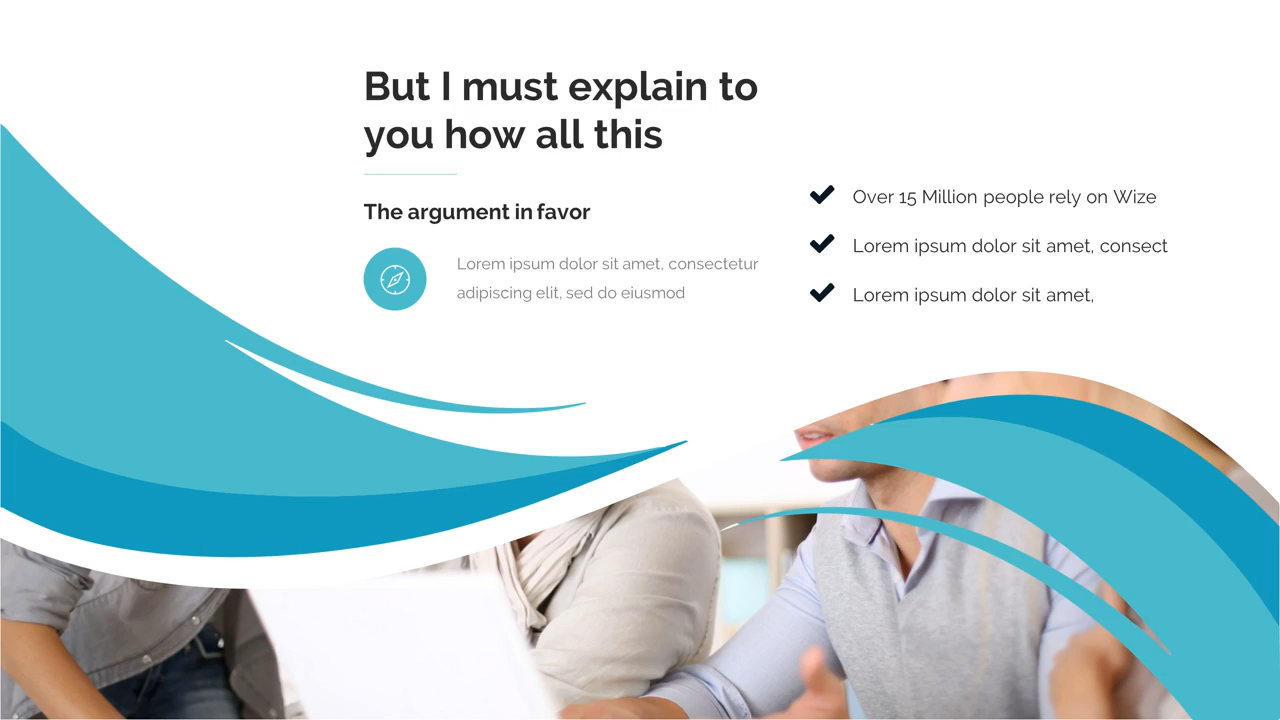 But I must explain to
you how all this
The argument in favor
Lorem ipsum dolor sit amet, consectetur
adipiscing elit, sed do eiusmod
Over 15 Million people rely on Wize
Lorem ipsum dolor sit amet, consect
Lorem ipsum dolor sit amet,